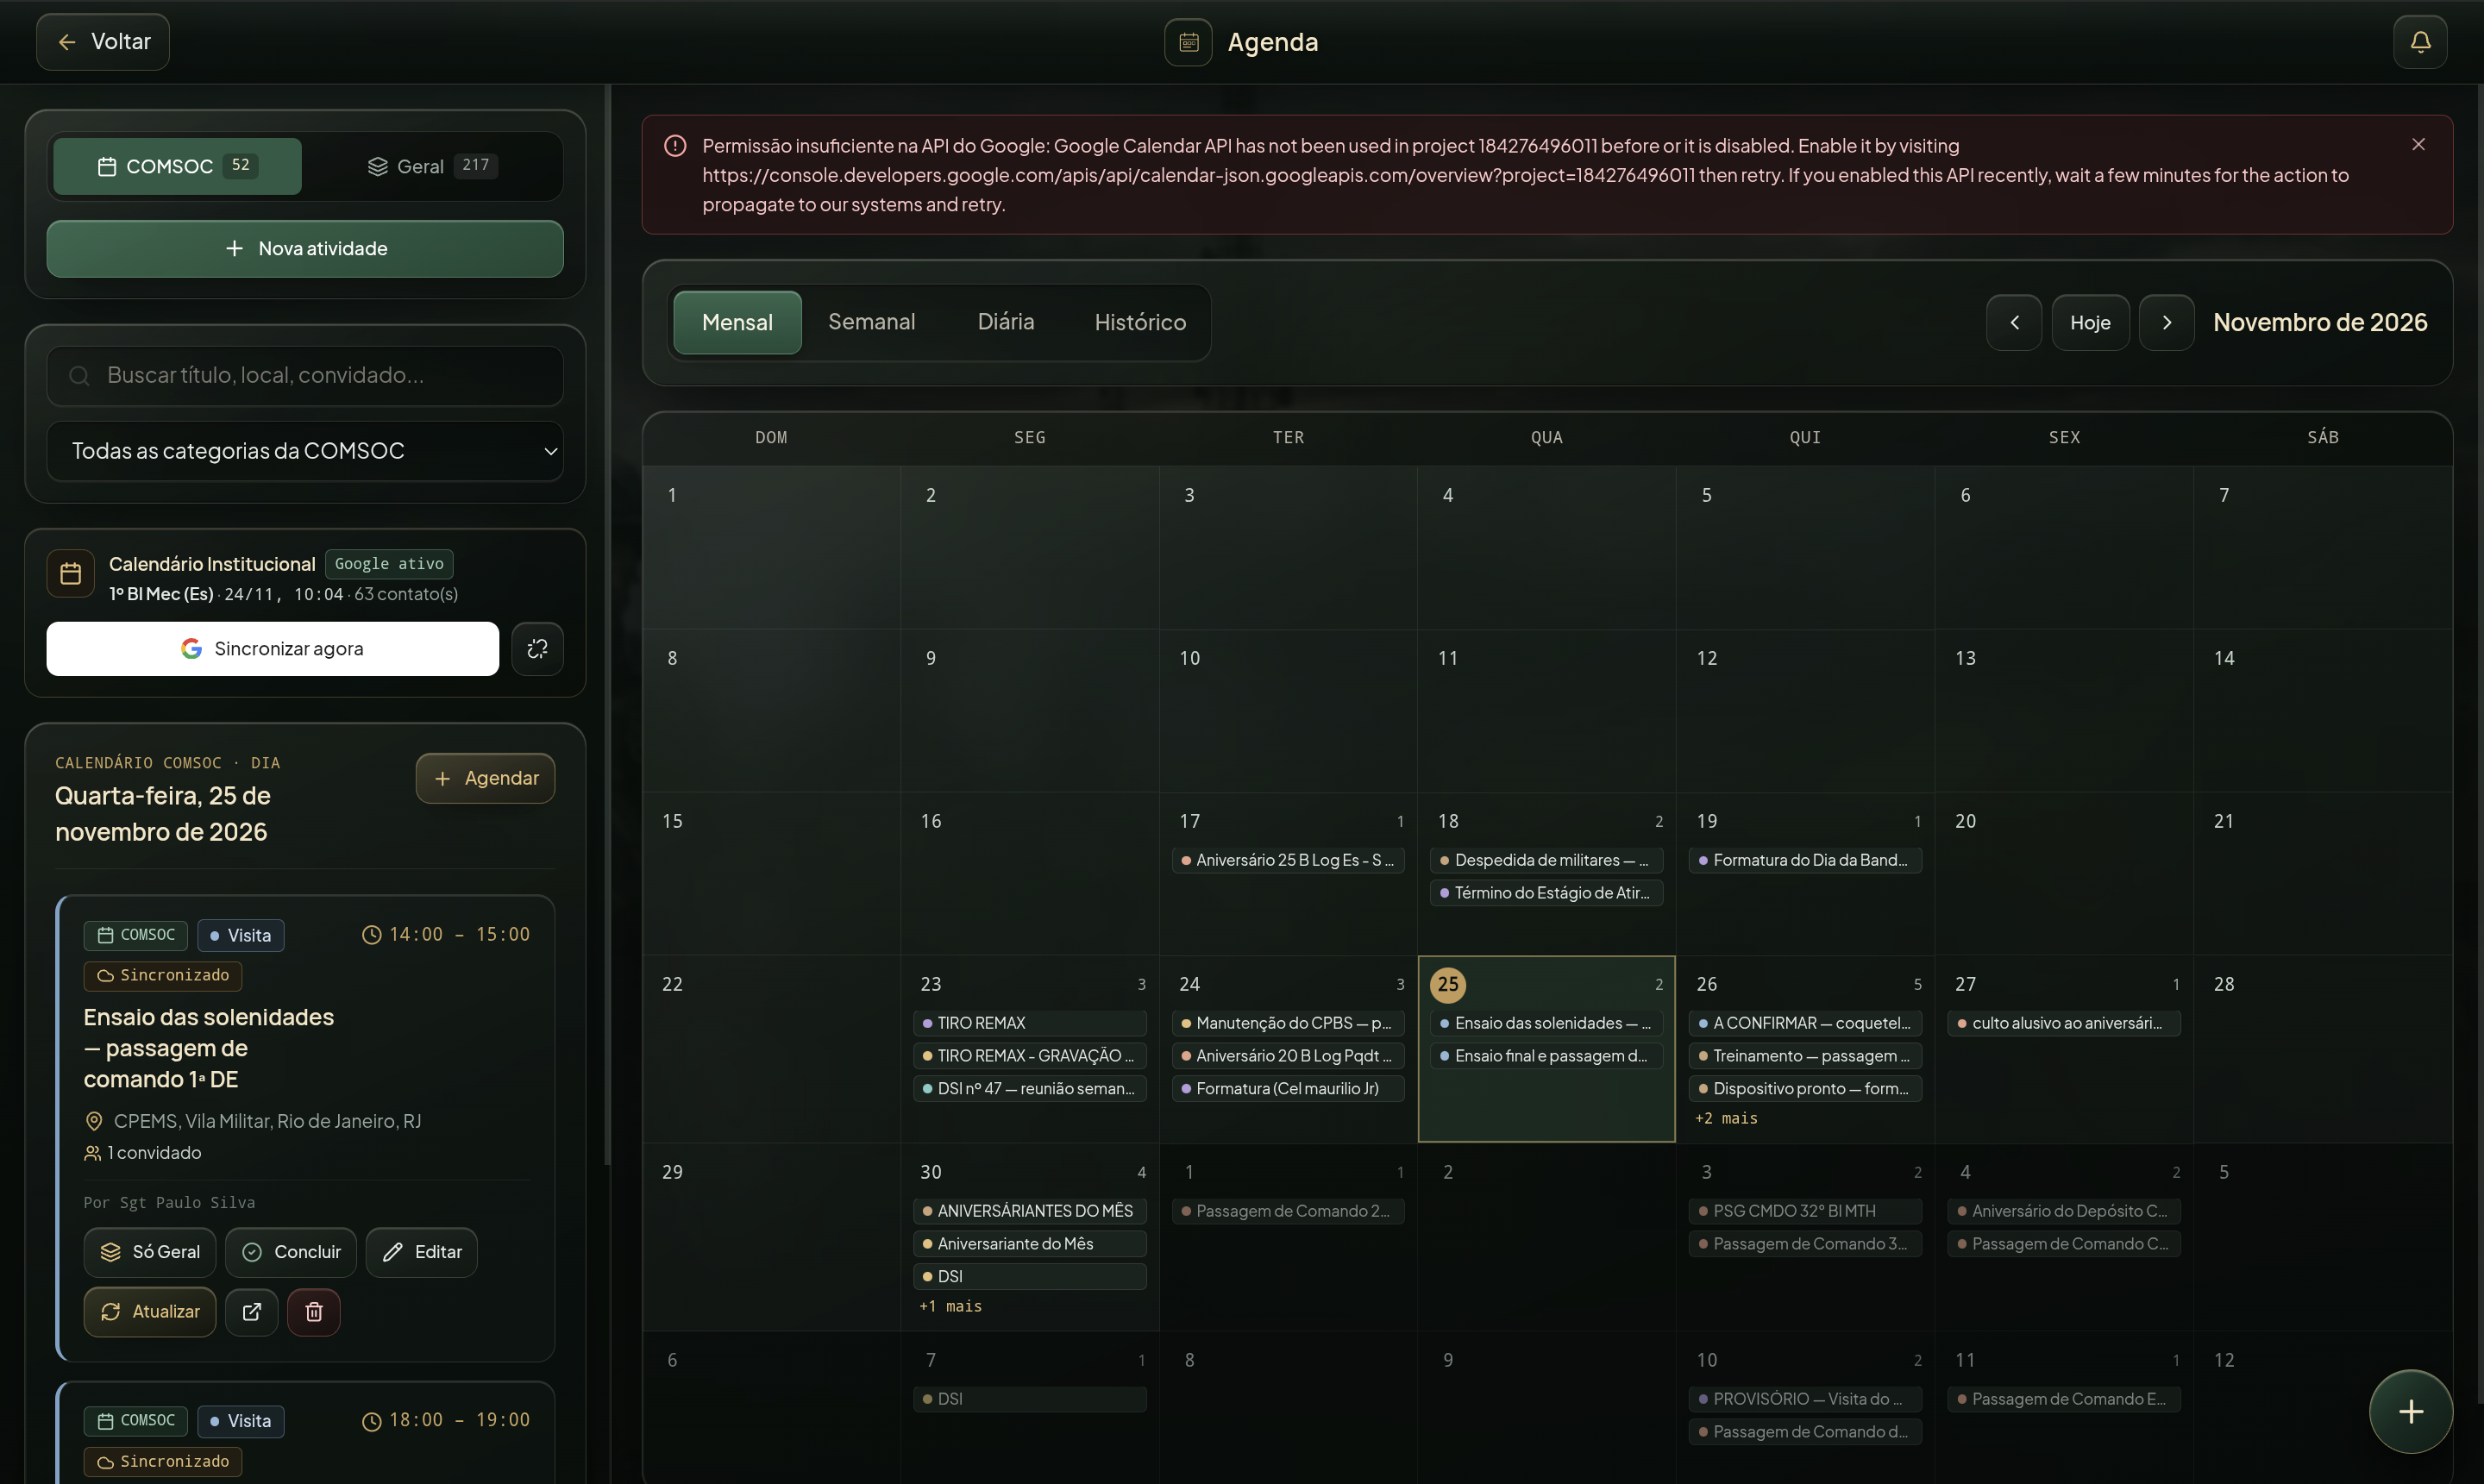 Voltar
Agenda
COMSOC 52
Geral 217
Nova atividade
Buscar título, local, convidado...
Todas as categorias da COMSOC
Calendário Institucional Google ativo
1º BI Mec (Es) · 24/11, 10:04 · 63 contato(s)
Sincronizar agora
CALENDÁRIO COMSOC · DIA
Quarta-feira, 25 de
novembro de 2026
Agendar
COMSOC Visita 14:00 – 15:00
Sincronizado
Ensaio das solenidades
— passagem de
comando 1ª DE
CPEMS, Vila Militar, Rio de Janeiro, RJ
1 convidado
Por Sgt Paulo Silva
Só Geral Concluir Editar
Atualizar
COMSOC Visita 18:00 – 19:00
Sincronizado
Permissão insuficiente na API do Google: Google Calendar API has not been used in project 184276496011 before or it is disabled. Enable it by visiting
https://console.developers.google.com/apis/api/calendar-json.googleapis.com/overview?project=184276496011 then retry. If you enabled this API recently, wait a few minutes for the action to
propagate to our systems and retry.
Mensal Semanal Diária Histórico
Hoje
Novembro de 2026
DOM SEG TER QUA QUI SEX SÁB
1 2 3 4 5 6 7
8 9 10 11 12 13 14
15
16
17 1
Aniversário 25 B Log Es - S ...
18 2
Despedida de militares — ...
Término do Estágio de Atir...
19 1
Formatura do Dia da Band...
20
21
22
23 3
TIRO REMAX
TIRO REMAX - GRAVAÇÃO ...
DSI nº 47 — reunião seman...
24 3
Manutenção do CPBS — p...
Aniversário 20 B Log Pqdt ...
Formatura (Cel maurilio Jr)
25 2
Ensaio das solenidades — ...
Ensaio final e passagem d...
26 5
A CONFIRMAR — coquetel...
Treinamento — passagem ...
Dispositivo pronto — form...
+2 mais
27 1
culto alusivo ao aniversári...
28
29
30 4
ANIVERSÁRIANTES DO MÊS
Aniversariante do Mês
DSI
+1 mais
1 1
Passagem de Comando 2...
2
3 2
PSG CMDO 32° BI MTH
Passagem de Comando 3...
4 2
Aniversário do Depósito C...
Passagem de Comando C...
5
6
7 1
DSI
8
9
10 2
PROVISÓRIO — Visita do ...
Passagem de Comando d...
11 1
Passagem de Comando E...
12